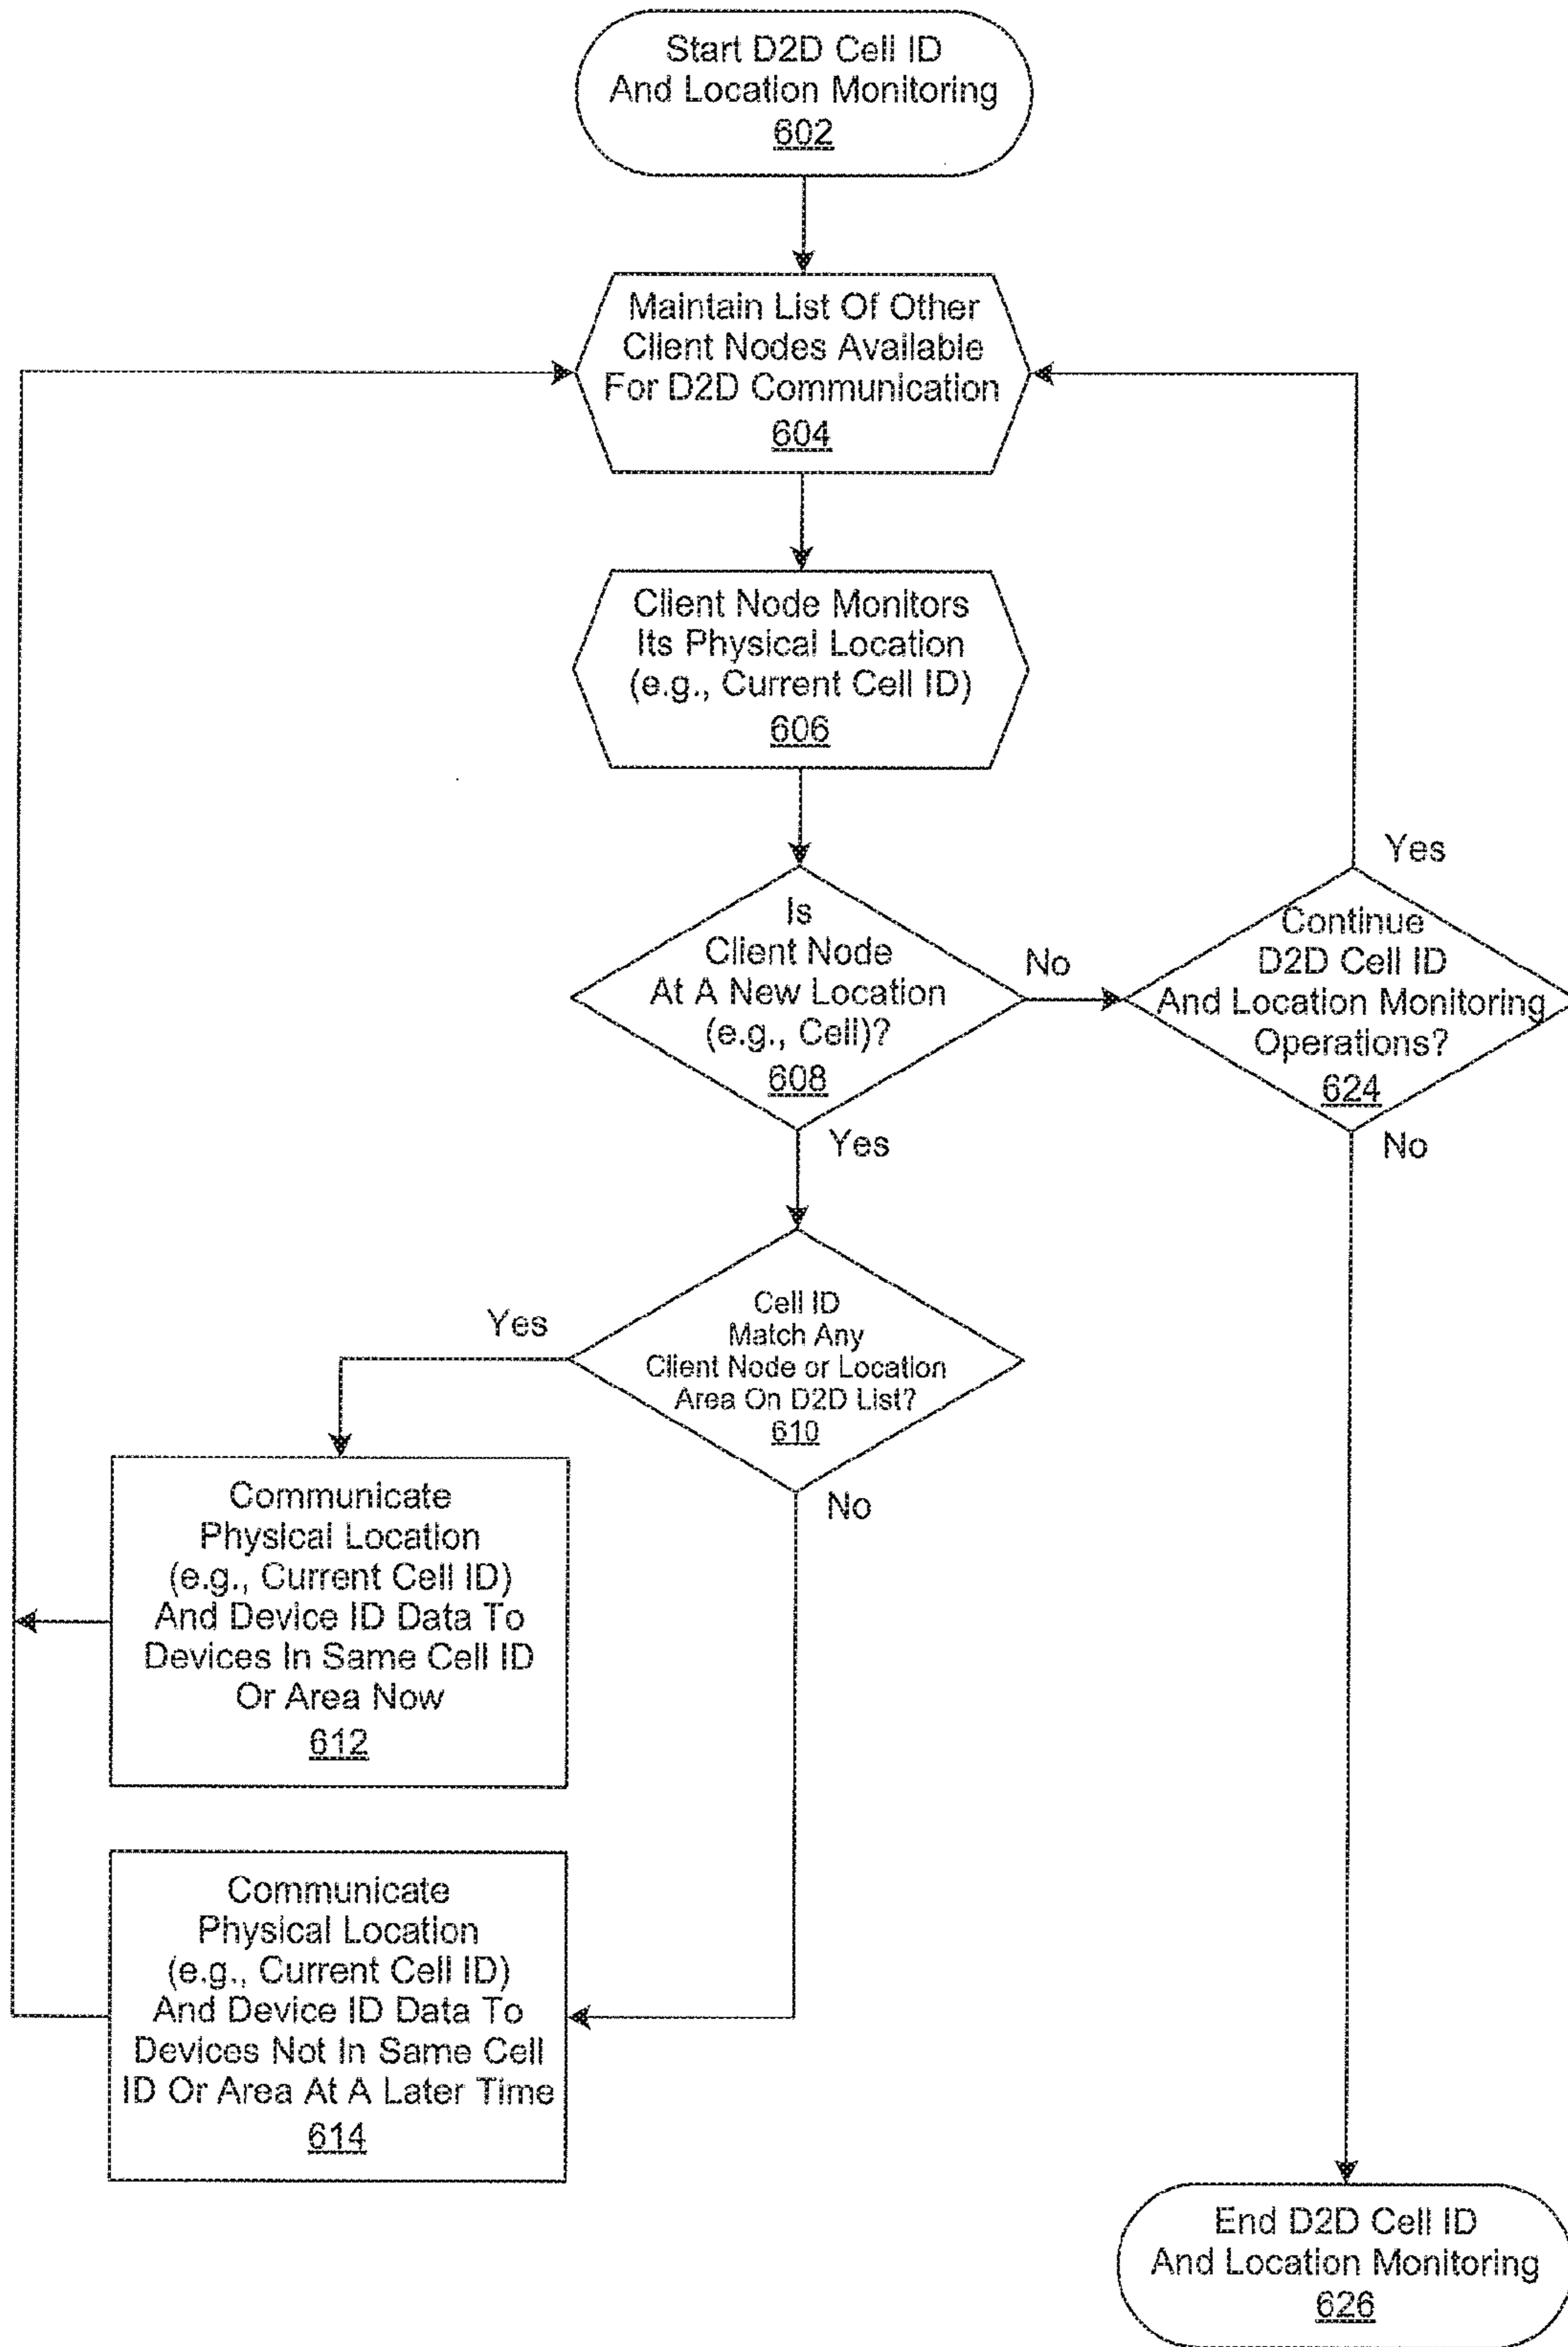 Start D2D Cell ID
And Location Monitoring
602
Maintain List Of Other
Client Nodes Available
For D2D Communication
604
Client Node Monitors
Its Physical Location
(e.g., Current Cell ID)
606
Is
Client Node
At A New Location
(e.g., Cell)?
608
No
Yes
Yes
Continue
D2D Cell ID
And Location Monitoring
Operations?
624
No
Cell ID
Match Any
Client Node or Location
Area On D2D List?
610
Yes
No
Communicate
Physical Location
(e.g., Current Cell ID)
And Device ID Data To
Devices In Same Cell ID
Or Area Now
612
Communicate
Physical Location
(e.g., Current Cell ID)
And Device ID Data To
Devices Not In Same Cell
ID Or Area At A Later Time
614
End D2D Cell ID
And Location Monitoring
626